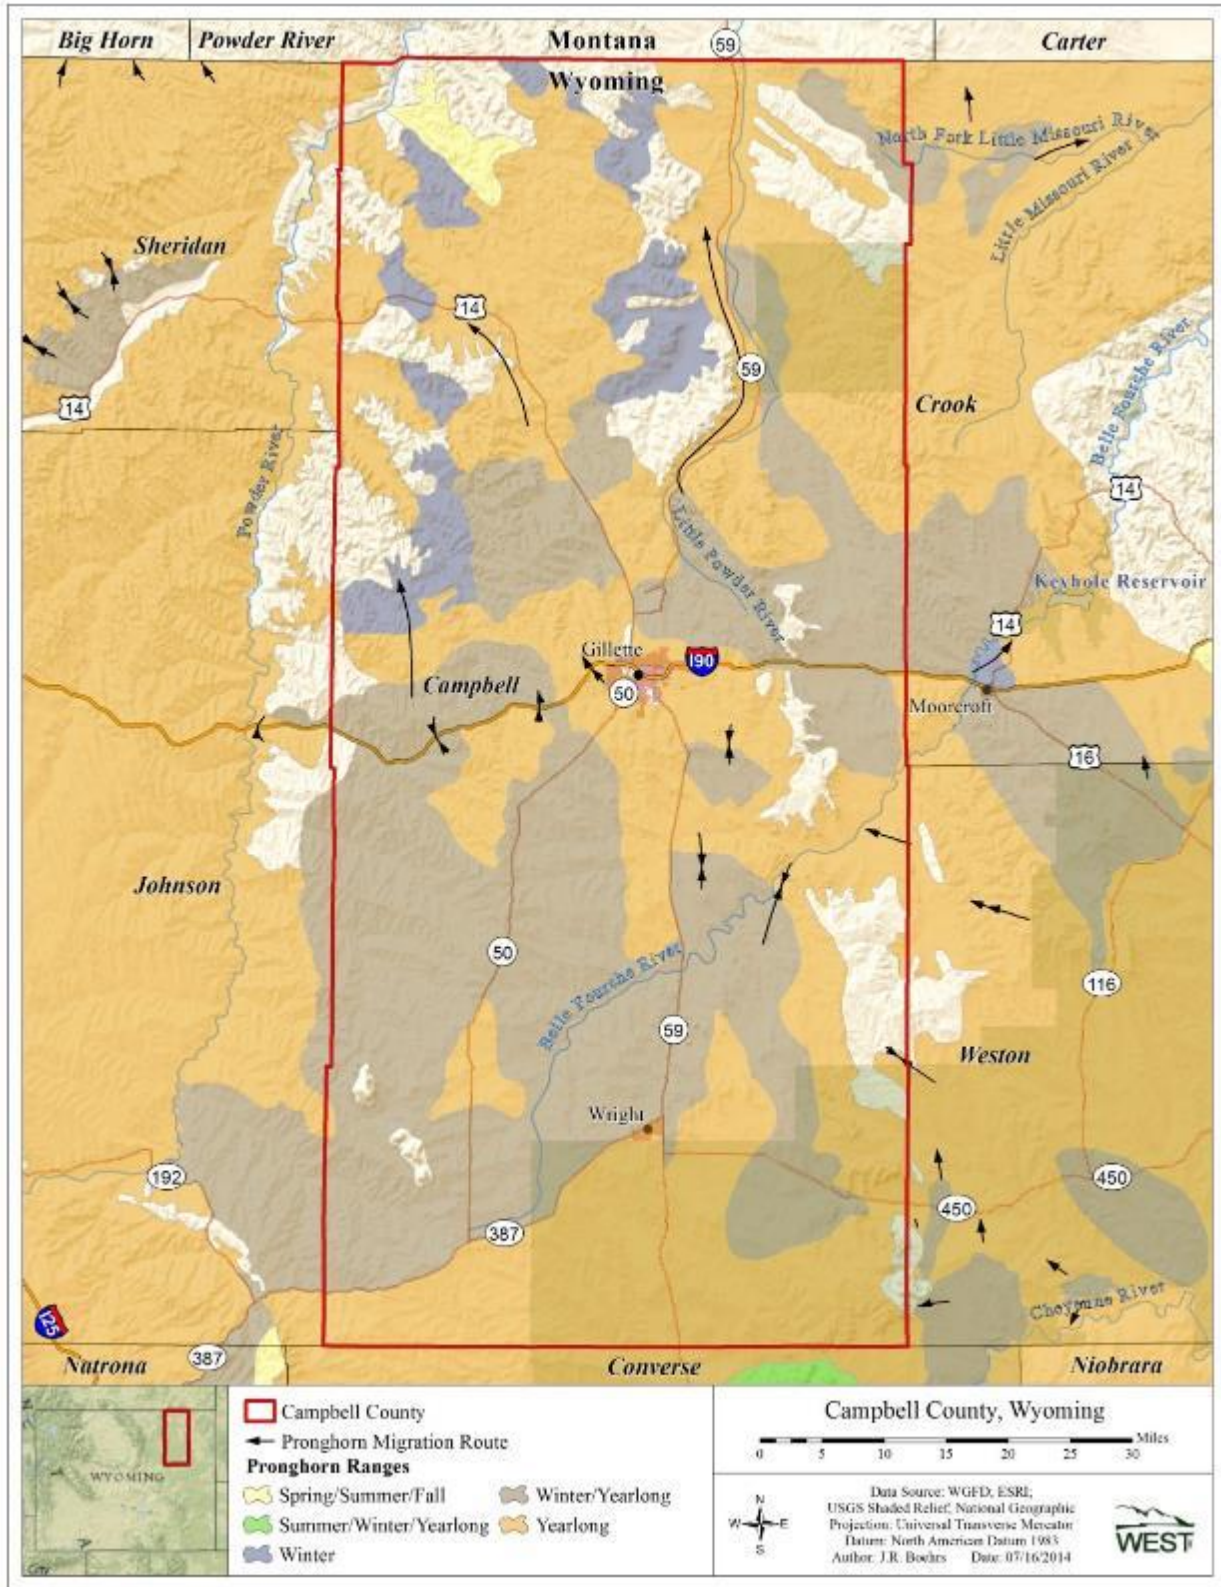 Big Horn
Powder River
Montana
59
Carter
Wyoming
North Fork Little Missouri River
Little Missouri River
Sheridan
14
14
59
Crook
Belle Fourche River
14
Powder River
Little Powder River
Keyhole Reservoir
14
Gillette
I90
50
Campbell
Moorcroft
16
Johnson
50
Belle Fourche River
116
59
Weston
Wright
192
450
450
387
Cheyenne River
I25
Natrona
387
Converse
Niobrara
WYOMING
Campbell County
Pronghorn Migration Route
Pronghorn Ranges
Spring/Summer/Fall
Winter/Yearlong
Summer/Winter/Yearlong
Yearlong
Winter
Campbell County, Wyoming
Miles
0 5 10 15 20 25 30
N
W E
S
Data Source: WGFD, ESRI,
USGS Shaded Relief, National Geographic
Projection: Universal Transverse Mercator
Datum: North American Datum 1983
Author: J.R. Boehrs Date: 07/16/2014
WEST